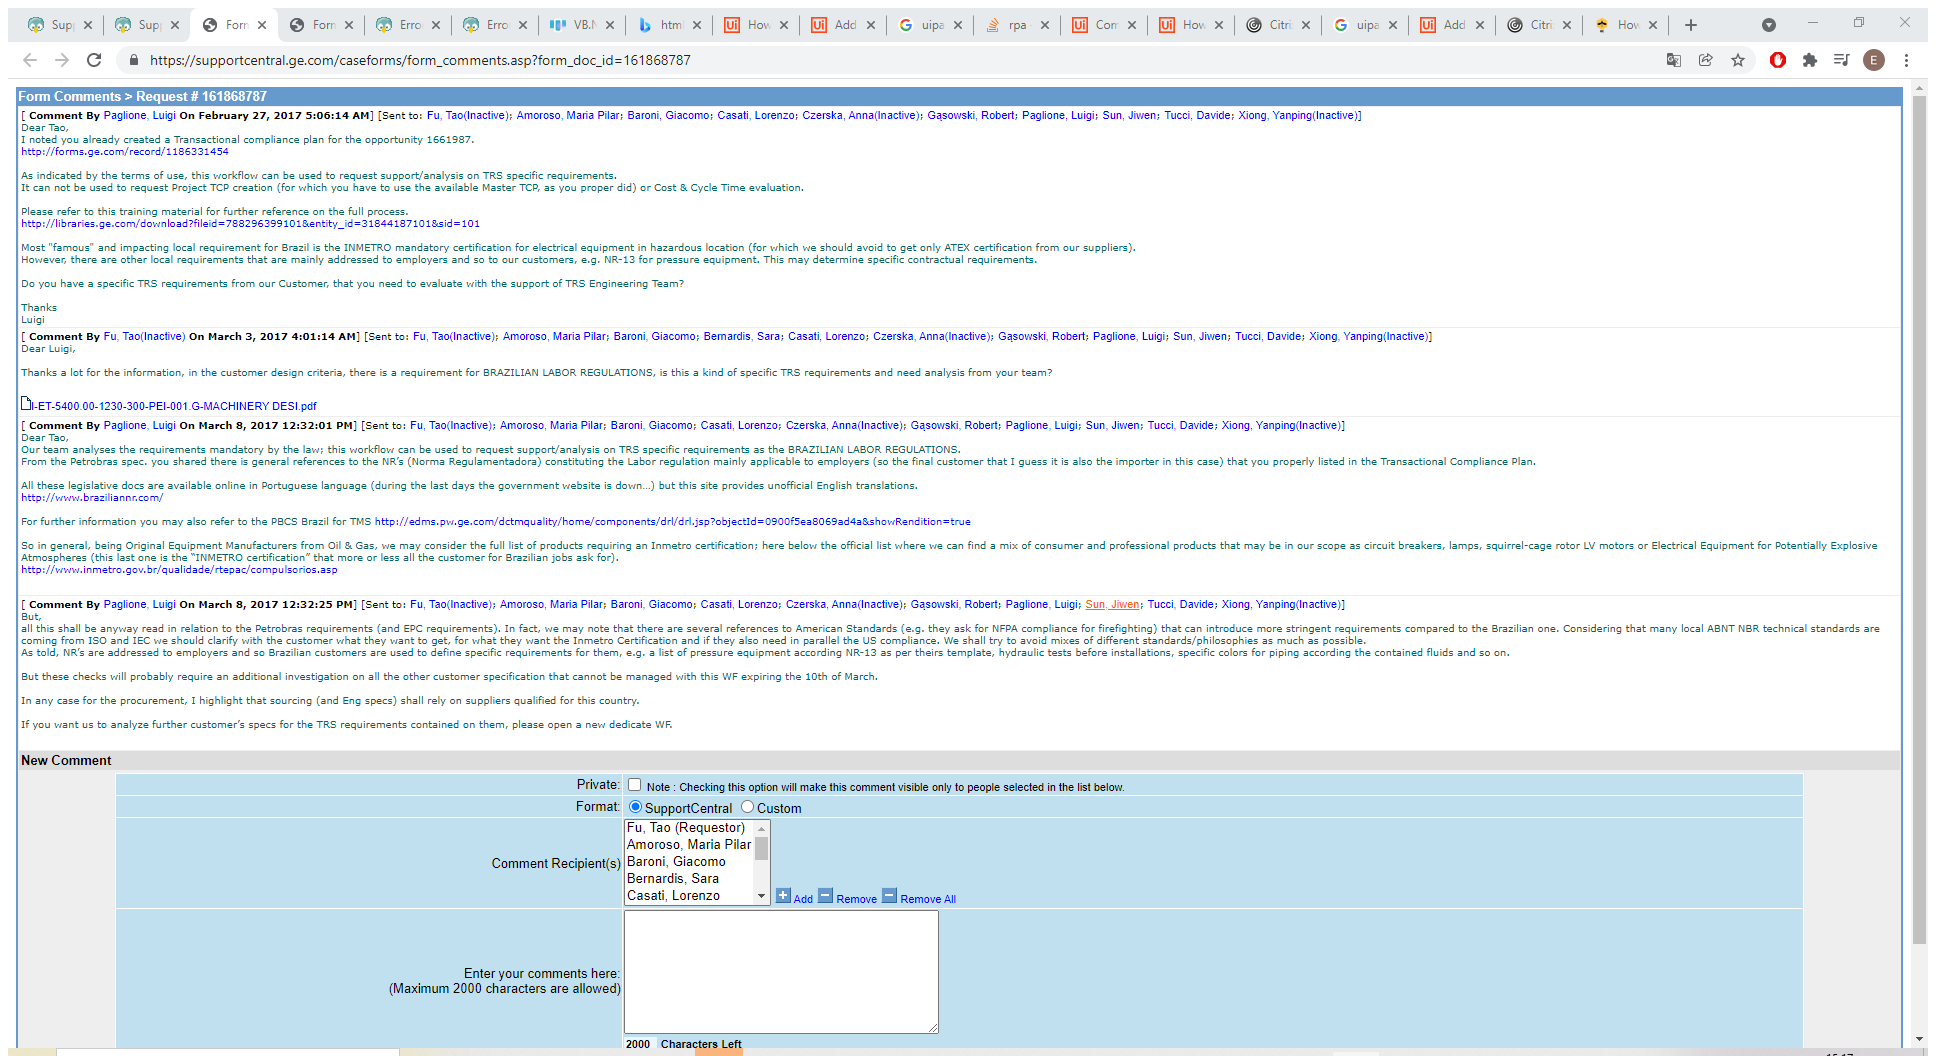 Sup
Sup
Form
Form
Erro
Erro
VB.N
html
How
Add
uipa
rpa
Com
How
Citri
uipa
Add
Citri
How
https://supportcentral.ge.com/caseforms/form_comments.asp?form_doc_id=161868787
E
Form Comments > Request # 161868787
[ Comment By Paglione, Luigi On February 27, 2017 5:06:14 AM] [Sent to: Fu, Tao(Inactive); Amoroso, Maria Pilar; Baroni, Giacomo; Casati, Lorenzo; Czerska, Anna(Inactive); Gąsowski, Robert; Paglione, Luigi; Sun, Jiwen; Tucci, Davide; Xiong, Yanping(Inactive)]
Dear Tao,
I noted you already created a Transactional compliance plan for the opportunity 1661987.
http://forms.ge.com/record/1186331454
As indicated by the terms of use, this workflow can be used to request support/analysis on TRS specific requirements.
It can not be used to request Project TCP creation (for which you have to use the available Master TCP, as you proper did) or Cost & Cycle Time evaluation.
Please refer to this training material for further reference on the full process.
http://libraries.ge.com/download?fileid=788296399101&entity_id=31844187101&sid=101
Most "famous" and impacting local requirement for Brazil is the INMETRO mandatory certification for electrical equipment in hazardous location (for which we should avoid to get only ATEX certification from our suppliers).
However, there are other local requirements that are mainly addressed to employers and so to our customers, e.g. NR-13 for pressure equipment. This may determine specific contractual requirements.
Do you have a specific TRS requirements from our Customer, that you need to evaluate with the support of TRS Engineering Team?
Thanks
Luigi
[ Comment By Fu, Tao(Inactive) On March 3, 2017 4:01:14 AM] [Sent to: Fu, Tao(Inactive); Amoroso, Maria Pilar; Baroni, Giacomo; Bernardis, Sara; Casati, Lorenzo; Czerska, Anna(Inactive); Gąsowski, Robert; Paglione, Luigi; Sun, Jiwen; Tucci, Davide; Xiong, Yanping(Inactive)]
Dear Luigi,
Thanks a lot for the information, in the customer design criteria, there is a requirement for BRAZILIAN LABOR REGULATIONS, is this a kind of specific TRS requirements and need analysis from your team?
I-ET-5400.00-1230-300-PEI-001.G-MACHINERY DESI.pdf
[ Comment By Paglione, Luigi On March 8, 2017 12:32:01 PM] [Sent to: Fu, Tao(Inactive); Amoroso, Maria Pilar; Baroni, Giacomo; Casati, Lorenzo; Czerska, Anna(Inactive); Gąsowski, Robert; Paglione, Luigi; Sun, Jiwen; Tucci, Davide; Xiong, Yanping(Inactive)]
Dear Tao,
Our team analyses the requirements mandatory by the law; this workflow can be used to request support/analysis on TRS specific requirements as the BRAZILIAN LABOR REGULATIONS.
From the Petrobras spec. you shared there is general references to the NR's (Norma Regulamentadora) constituting the Labor regulation mainly applicable to employers (so the final customer that I guess it is also the importer in this case) that you properly listed in the Transactional Compliance Plan.
All these legislative docs are available online in Portuguese language (during the last days the government website is down...) but this site provides unofficial English translations.
http://www.braziliannr.com/
For further information you may also refer to the PBCS Brazil for TMS http://edms.pw.ge.com/dctmquality/home/components/drl/drl.jsp?objectId=0900f5ea8069ad4a&showRendition=true
So in general, being Original Equipment Manufacturers from Oil & Gas, we may consider the full list of products requiring an Inmetro certification; here below the official list where we can find a mix of consumer and professional products that may be in our scope as circuit breakers, lamps, squirrel-cage rotor LV motors or Electrical Equipment for Potentially Explosive
Atmospheres (this last one is the "INMETRO certification" that more or less all the customer for Brazilian jobs ask for).
http://www.inmetro.gov.br/qualidade/rtepac/compulsorios.asp
[ Comment By Paglione, Luigi On March 8, 2017 12:32:25 PM] [Sent to: Fu, Tao(Inactive); Amoroso, Maria Pilar; Baroni, Giacomo; Casati, Lorenzo; Czerska, Anna(Inactive); Gąsowski, Robert; Paglione, Luigi; Sun, Jiwen; Tucci, Davide; Xiong, Yanping(Inactive)]
But,
all this shall be anyway read in relation to the Petrobras requirements (and EPC requirements). In fact, we may note that there are several references to American Standards (e.g. they ask for NFPA compliance for firefighting) that can introduce more stringent requirements compared to the Brazilian one. Considering that many local ABNT NBR technical standards are
coming from ISO and IEC we should clarify with the customer what they want to get, for what they want the Inmetro Certification and if they also need in parallel the US compliance. We shall try to avoid mixes of different standards/philosophies as much as possible.
As told, NR's are addressed to employers and so Brazilian customers are used to define specific requirements for them, e.g. a list of pressure equipment according NR-13 as per theirs template, hydraulic tests before installations, specific colors for piping according the contained fluids and so on.
But these checks will probably require an additional investigation on all the other customer specification that cannot be managed with this WF expiring the 10th of March.
In any case for the procurement, I highlight that sourcing (and Eng specs) shall rely on suppliers qualified for this country.
If you want us to analyze further customer's specs for the TRS requirements contained on them, please open a new dedicate WF.
New Comment
Private: Note : Checking this option will make this comment visible only to people selected in the list below.
Format: SupportCentral Custom
Comment Recipient(s)
Fu, Tao (Requestor)
Amoroso, Maria Pilar
Baroni, Giacomo
Bernardis, Sara
Casati, Lorenzo
Add Remove Remove All
Enter your comments here:
(Maximum 2000 characters are allowed)
2000 Characters Left